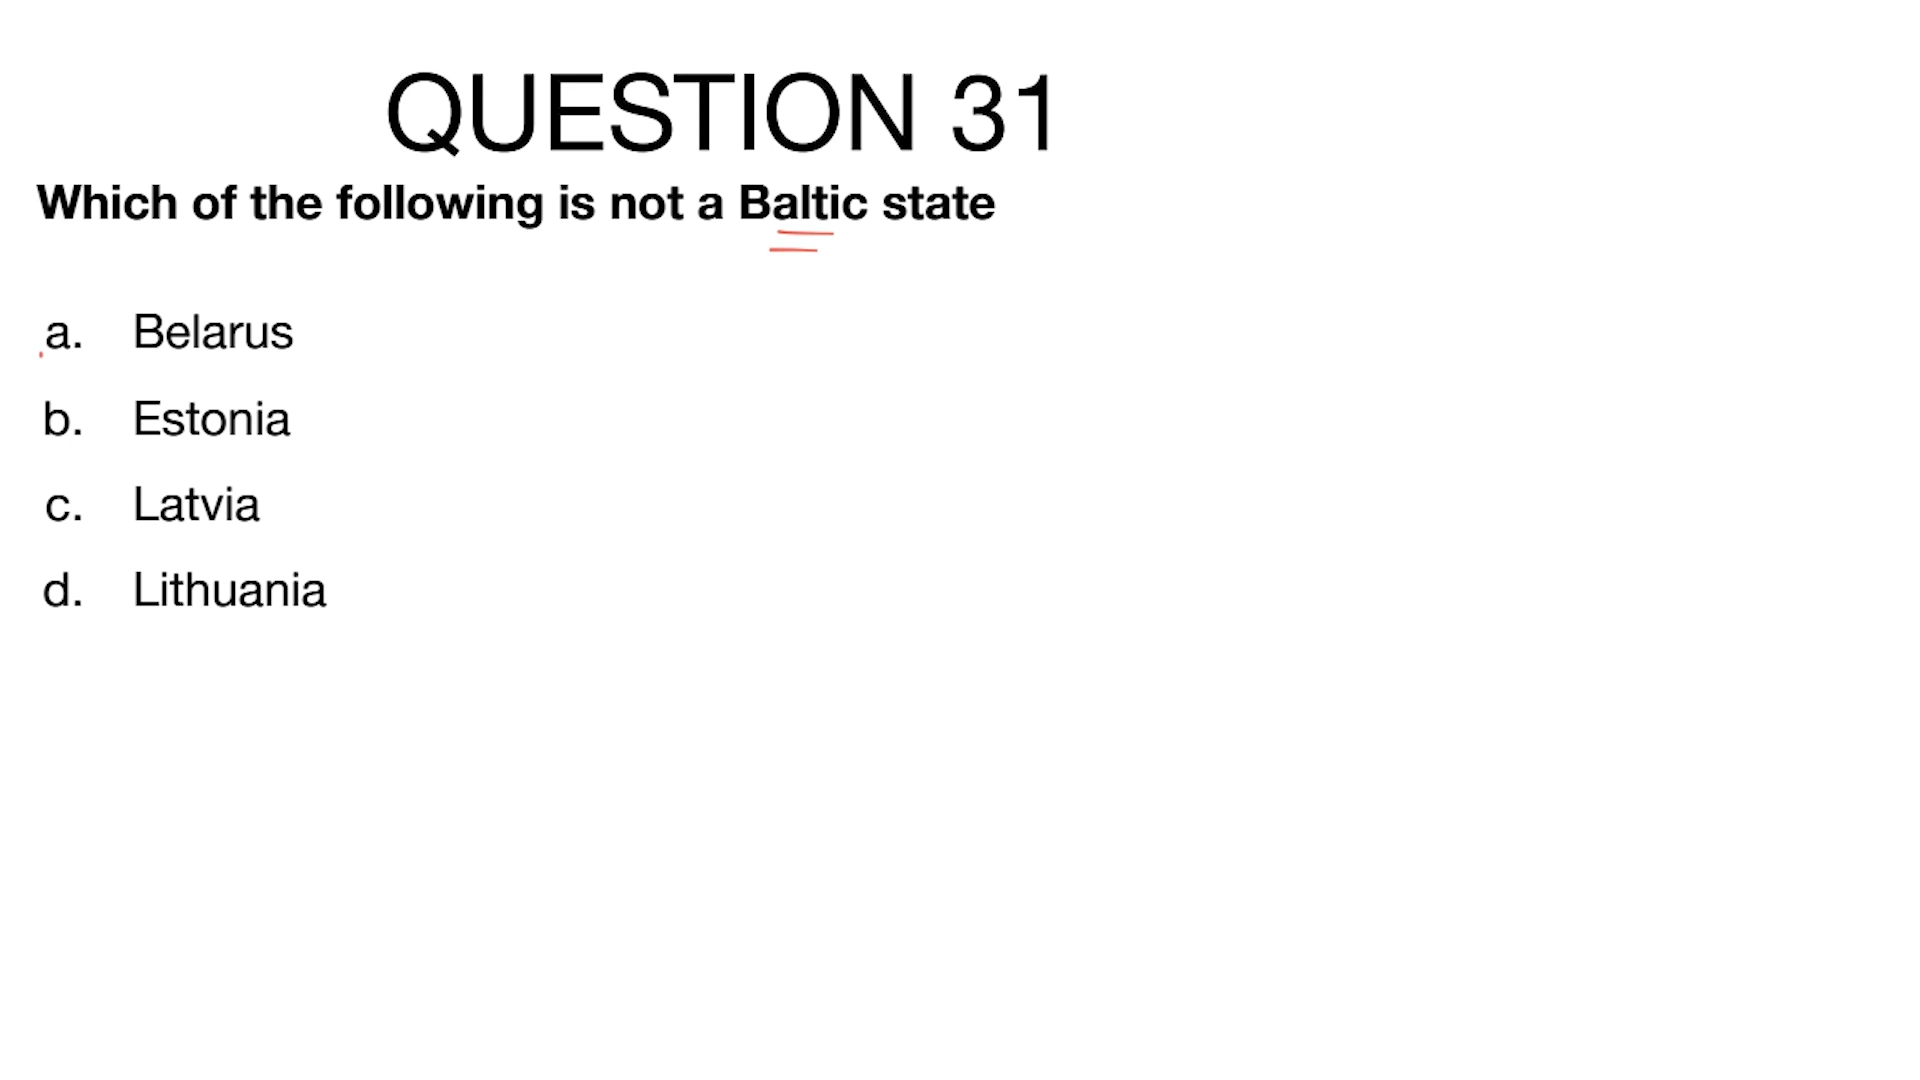 QUESTION 31
Which of the following is not a Baltic state
a. Belarus
b. Estonia
c. Latvia
d. Lithuania